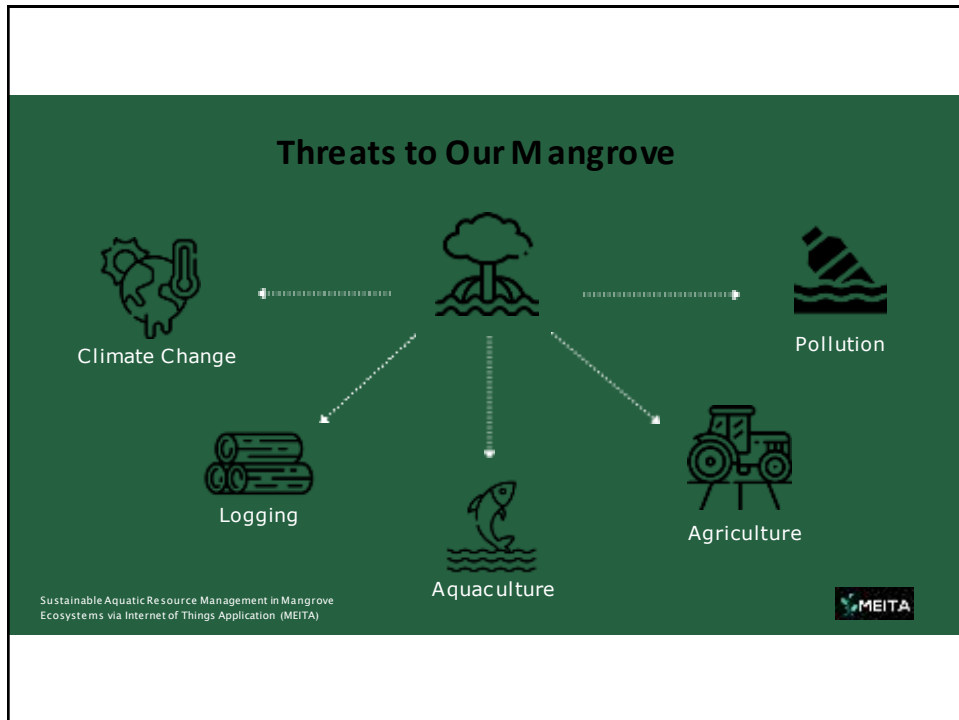 Threats to Our Mangrove
Climate Change
Pollution
Logging
Agriculture
Aquaculture
Sustainable Aquatic Resource Management in Mangrove
Ecosystems via Internet of Things Application (MEITA)
MEITA